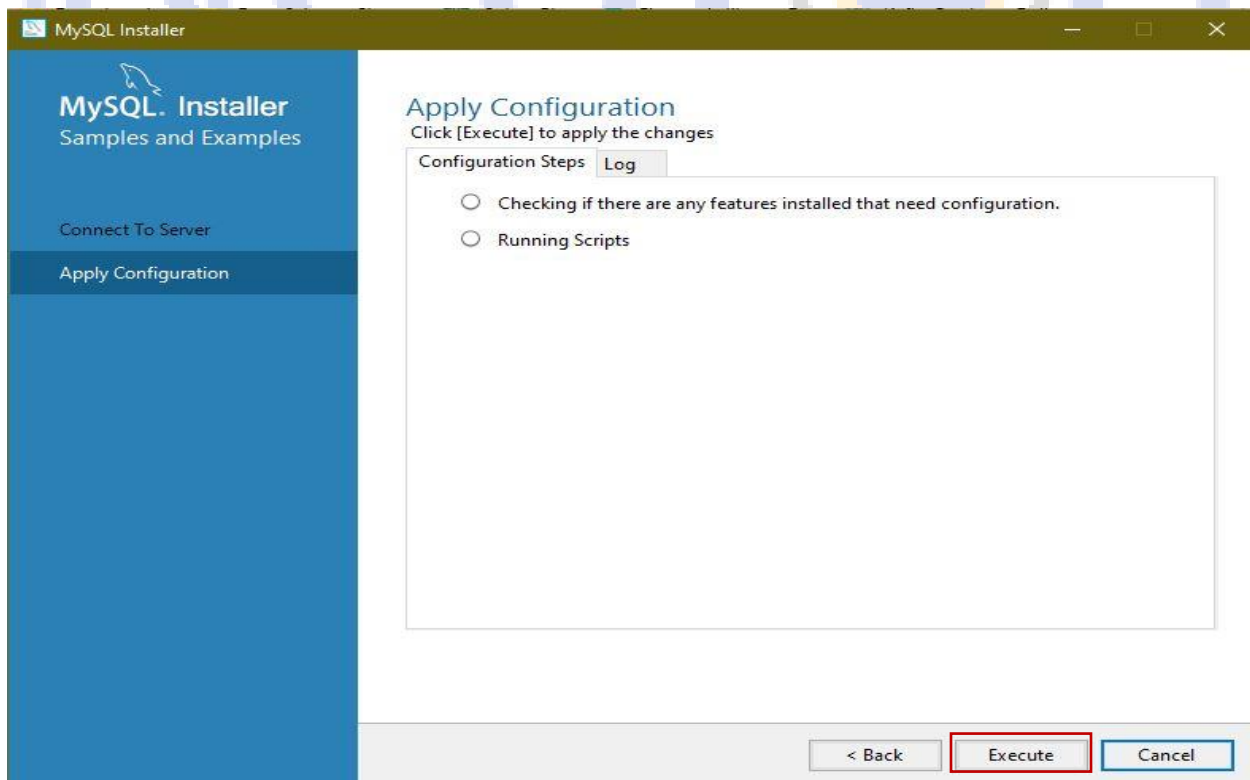 MySQL Installer
MySQL. Installer
Samples and Examples
Connect To Server
Apply Configuration
Apply Configuration
Click [Execute] to apply the changes
Configuration Steps Log
Checking if there are any features installed that need configuration.
Running Scripts
< Back Execute Cancel